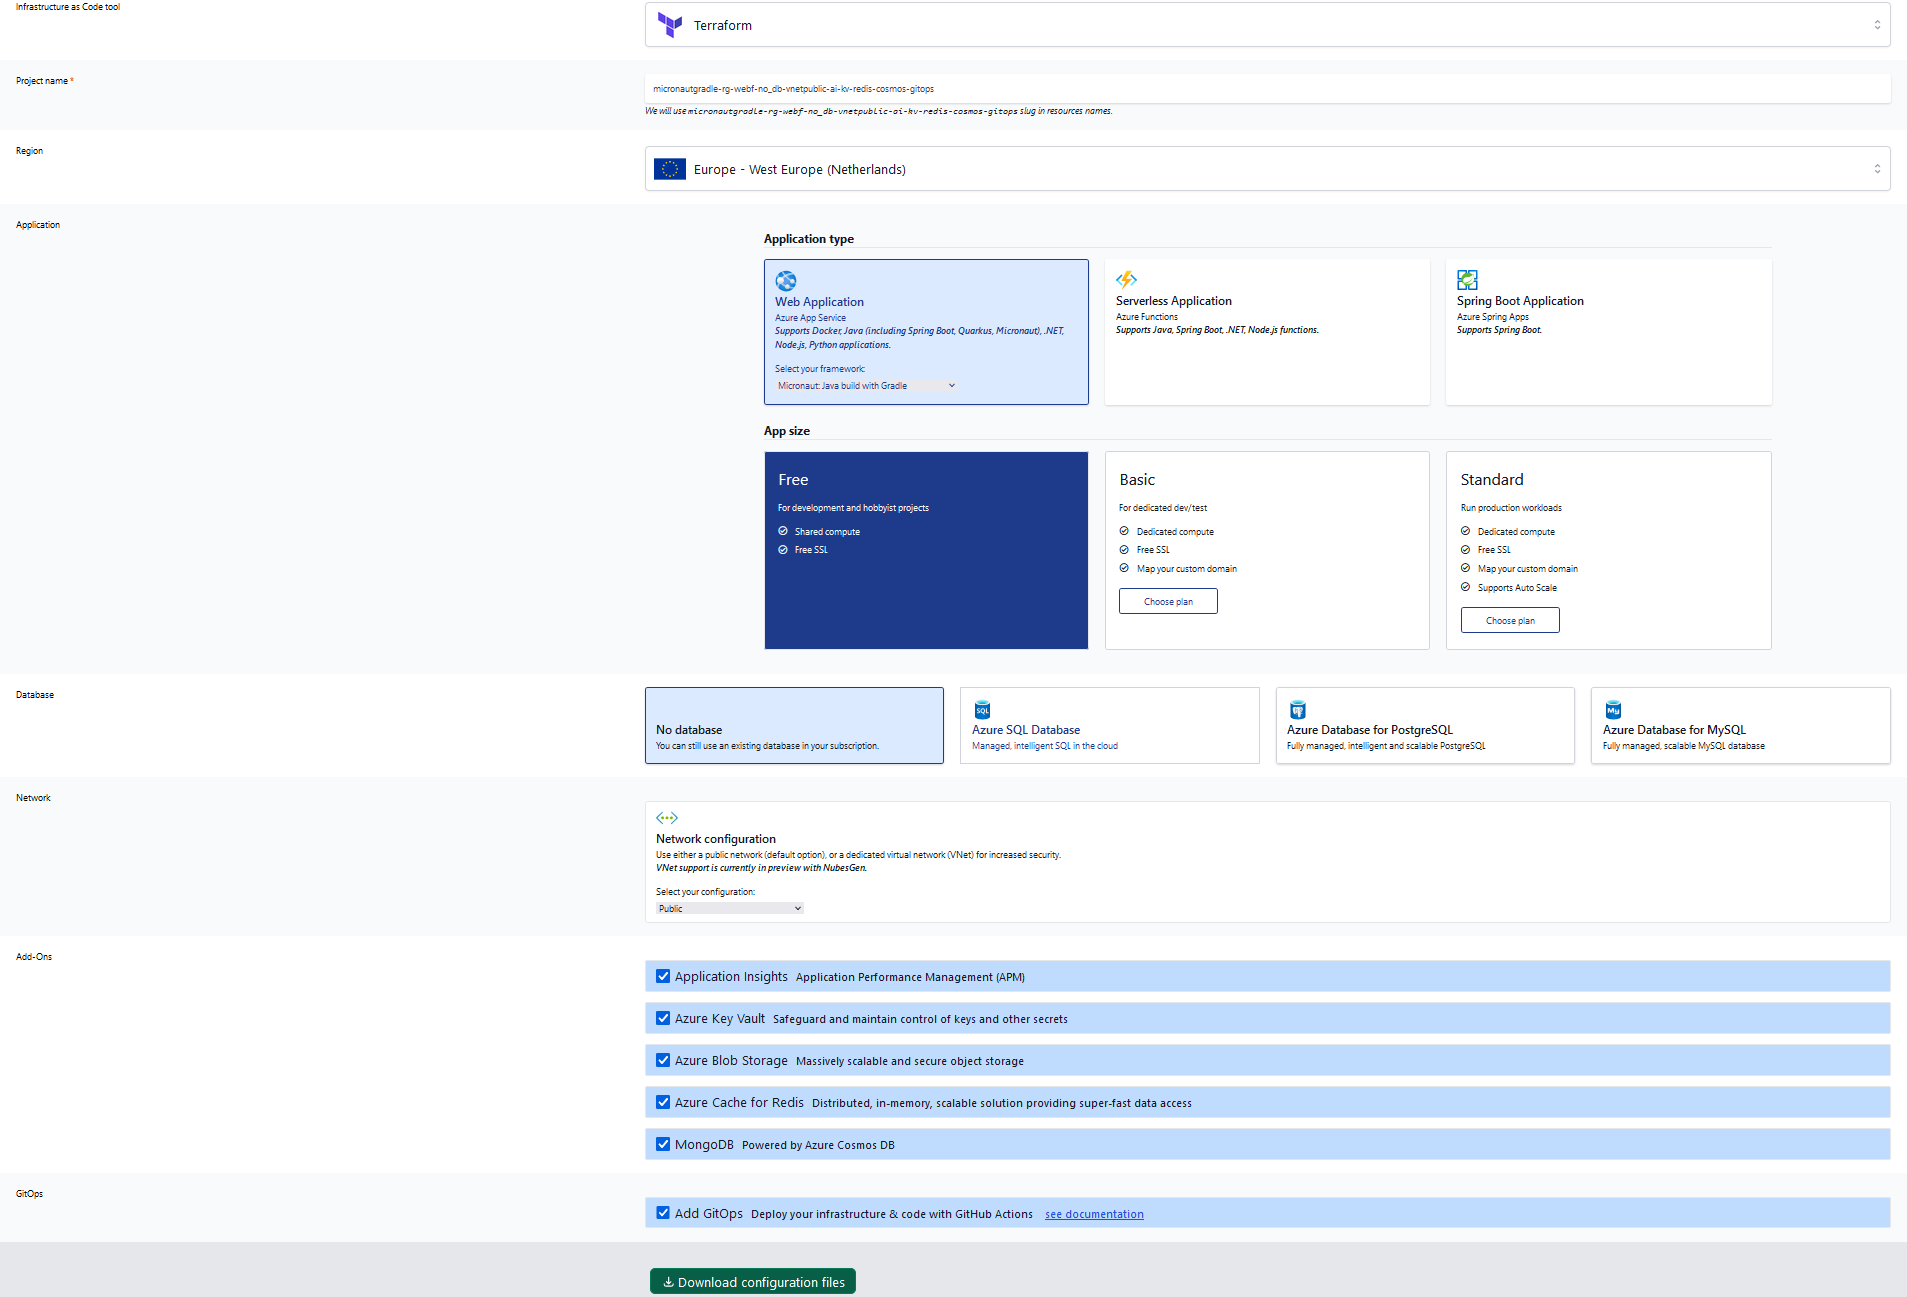 Infrastructure as Code tool
Terraform
Project name *
micronautgradle-rg-webf-no_db-vnetpublic-ai-kv-redis-cosmos-gitops
We will use micronautgradle-rg-webf-no_db-vnetpublic-ai-kv-redis-cosmos-gitops slug in resources names.
Region
Europe - West Europe (Netherlands)
Application
Application type
Web Application
Azure App Service
Supports Docker, Java (including Spring Boot, Quarkus, Micronaut), .NET,
Node.js, Python applications.
Select your framework:
Micronaut: Java build with Gradle
Serverless Application
Azure Functions
Supports Java, Spring Boot, .NET, Node.js functions.
Spring Boot Application
Azure Spring Apps
Supports Spring Boot.
App size
Free
For development and hobbyist projects
Shared compute
Free SSL
Basic
For dedicated dev/test
Dedicated compute
Free SSL
Map your custom domain
Choose plan
Standard
Run production workloads
Dedicated compute
Free SSL
Map your custom domain
Supports Auto Scale
Choose plan
Database
No database
You can still use an existing database in your subscription.
SQL
Azure SQL Database
Managed, intelligent SQL in the cloud
Azure Database for PostgreSQL
Fully managed, intelligent and scalable PostgreSQL
My
Azure Database for MySQL
Fully managed, scalable MySQL database
Network
Network configuration
Use either a public network (default option), or a dedicated virtual network (VNet) for increased security.
VNet support is currently in preview with NubesGen.
Select your configuration:
Public
Add-Ons
Application Insights Application Performance Management (APM)
Azure Key Vault Safeguard and maintain control of keys and other secrets
Azure Blob Storage Massively scalable and secure object storage
Azure Cache for Redis Distributed, in-memory, scalable solution providing super-fast data access
MongoDB Powered by Azure Cosmos DB
GitOps
Add GitOps Deploy your infrastructure & code with GitHub Actions see documentation
Download configuration files